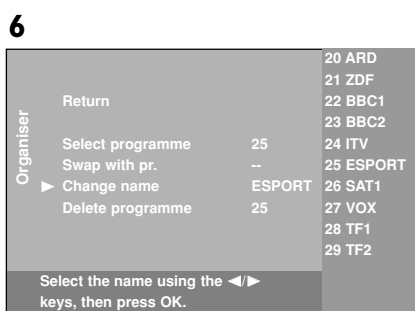 6
Organiser
Return
Select programme 25
Swap with pr. --
▶ Change name ESPORT
Delete programme 25
20 ARD
21 ZDF
22 BBC1
23 BBC2
24 ITV
25 ESPORT
26 SAT1
27 VOX
28 TF1
29 TF2
Select the name using the ◀/▶
keys, then press OK.